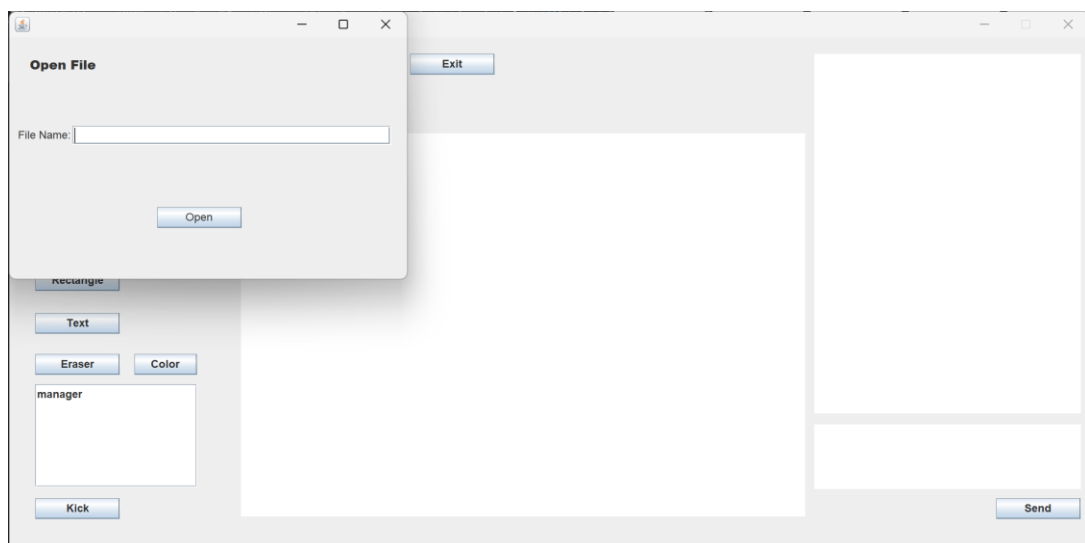 Open File
Exit
File Name:
Open
Rectangle
Text
Eraser
Color
manager
Kick
Send